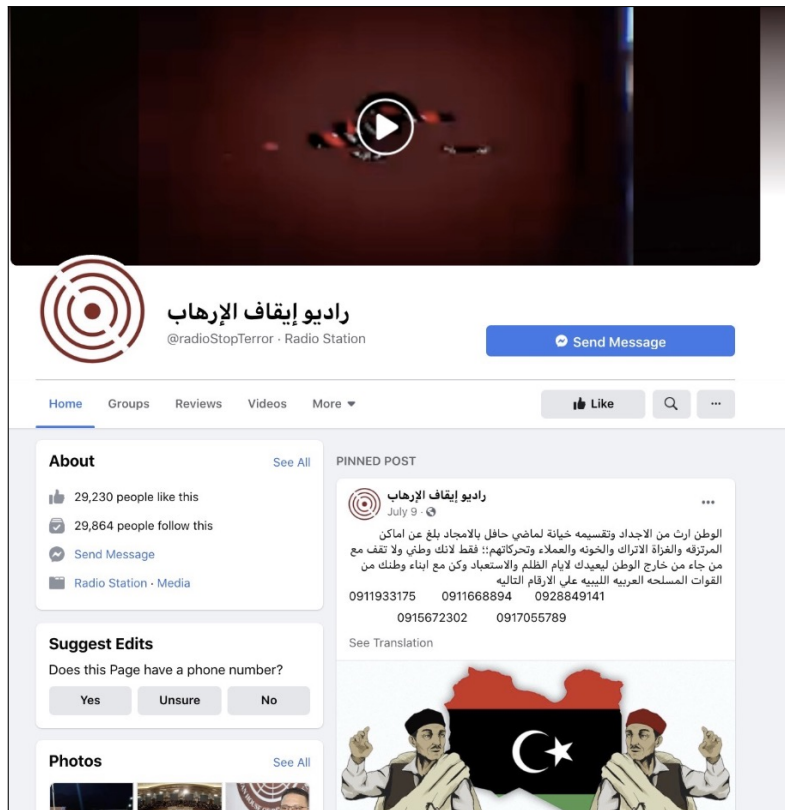 راديو إيقاف الإرهاب
@radioStopTerror · Radio Station
Send Message
Home Groups Reviews Videos More
Like
About See All
29,230 people like this
29,864 people follow this
Send Message
Radio Station · Media
Suggest Edits
Does this Page have a phone number?
Yes Unsure No
Photos See All
PINNED POST
راديو إيقاف الإرهاب
July 9 ·
الوطن ارث من الاجداد وتقسيمه خيانة لماضي حافل بالامجاد بلغ عن اماكن
المرتزقه والغزاة الاتراك والخونه والعملاء وتحركاتهم؛؛ فقط لانك وطني ولا تقف مع
من جاء من خارج الوطن ليعيدك لايام الظلم والاستعباد وكن مع ابناء وطنك من
القوات المسلحه العربيه الليبيه علي الارقام التاليه
0911933175 0911668894 0928849141
0915672302 0917055789
See Translation